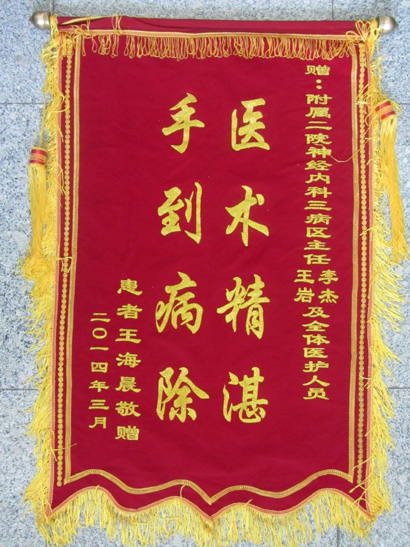 赠：附属二院神经内科三病区主任李杰王岩及全体医护人员
医术精湛
手到病除
患者王海晨敬赠
二〇一四年三月